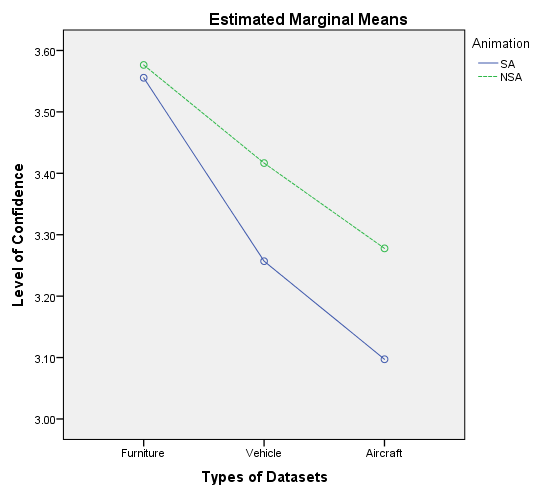 Estimated Marginal Means
Animation
SA
NSA
Level of Confidence
3.60
3.50
3.40
3.30
3.20
3.10
3.00
Furniture Vehicle Aircraft
Types of Datasets